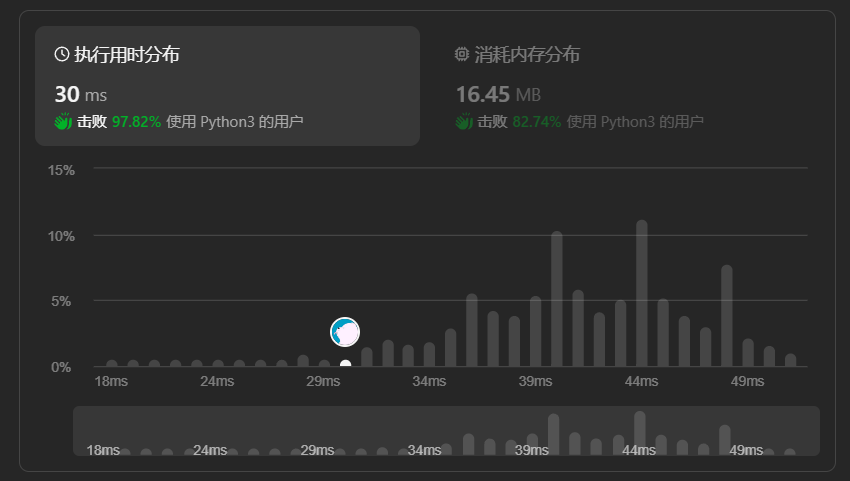 执行用时分布
30 ms
击败 97.82% 使用 Python3 的用户
消耗内存分布
16.45 MB
击败 82.74% 使用 Python3 的用户
15%
10%
5%
0%
18ms 24ms 29ms 34ms 39ms 44ms 49ms
18ms 24ms 29ms 34ms 39ms 44ms 49ms